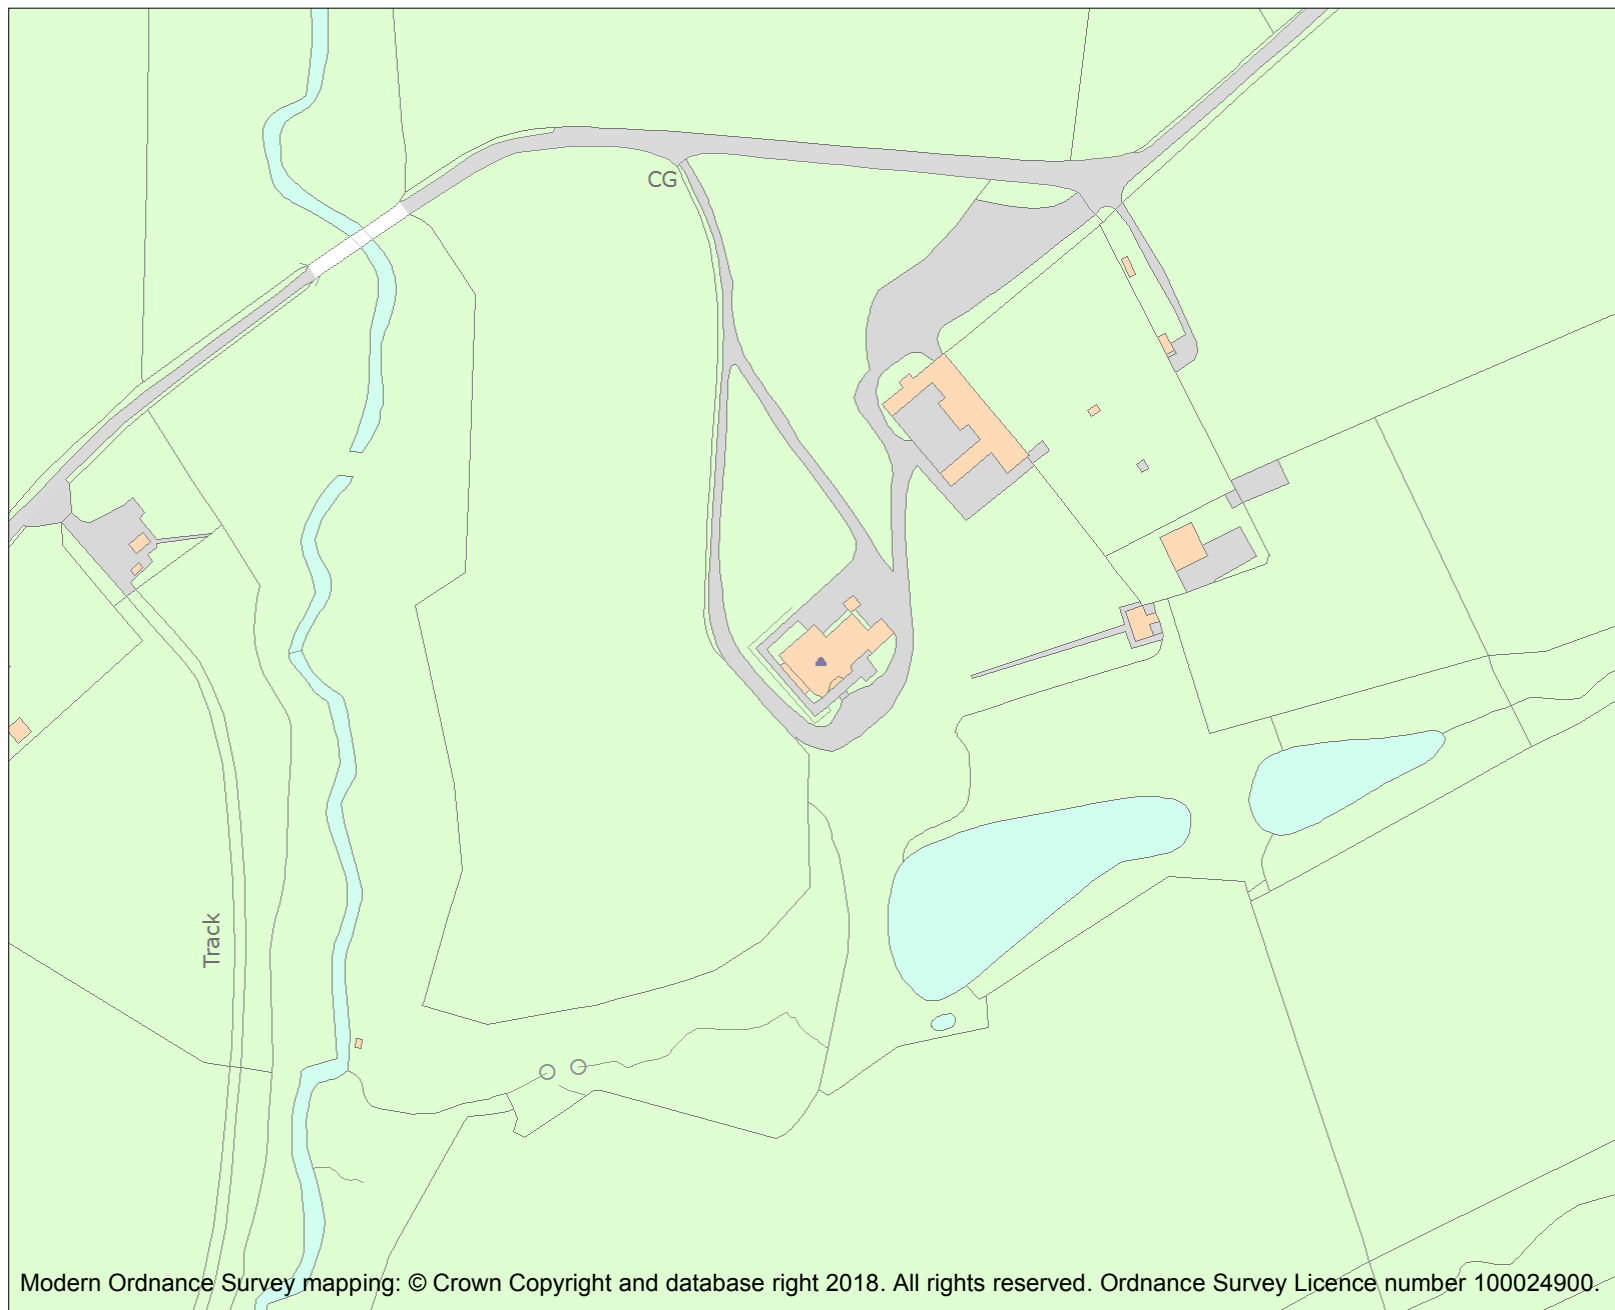 CG
Track
Modern Ordnance Survey mapping: © Crown Copyright and database right 2018. All rights reserved. Ordnance Survey Licence number 100024900.